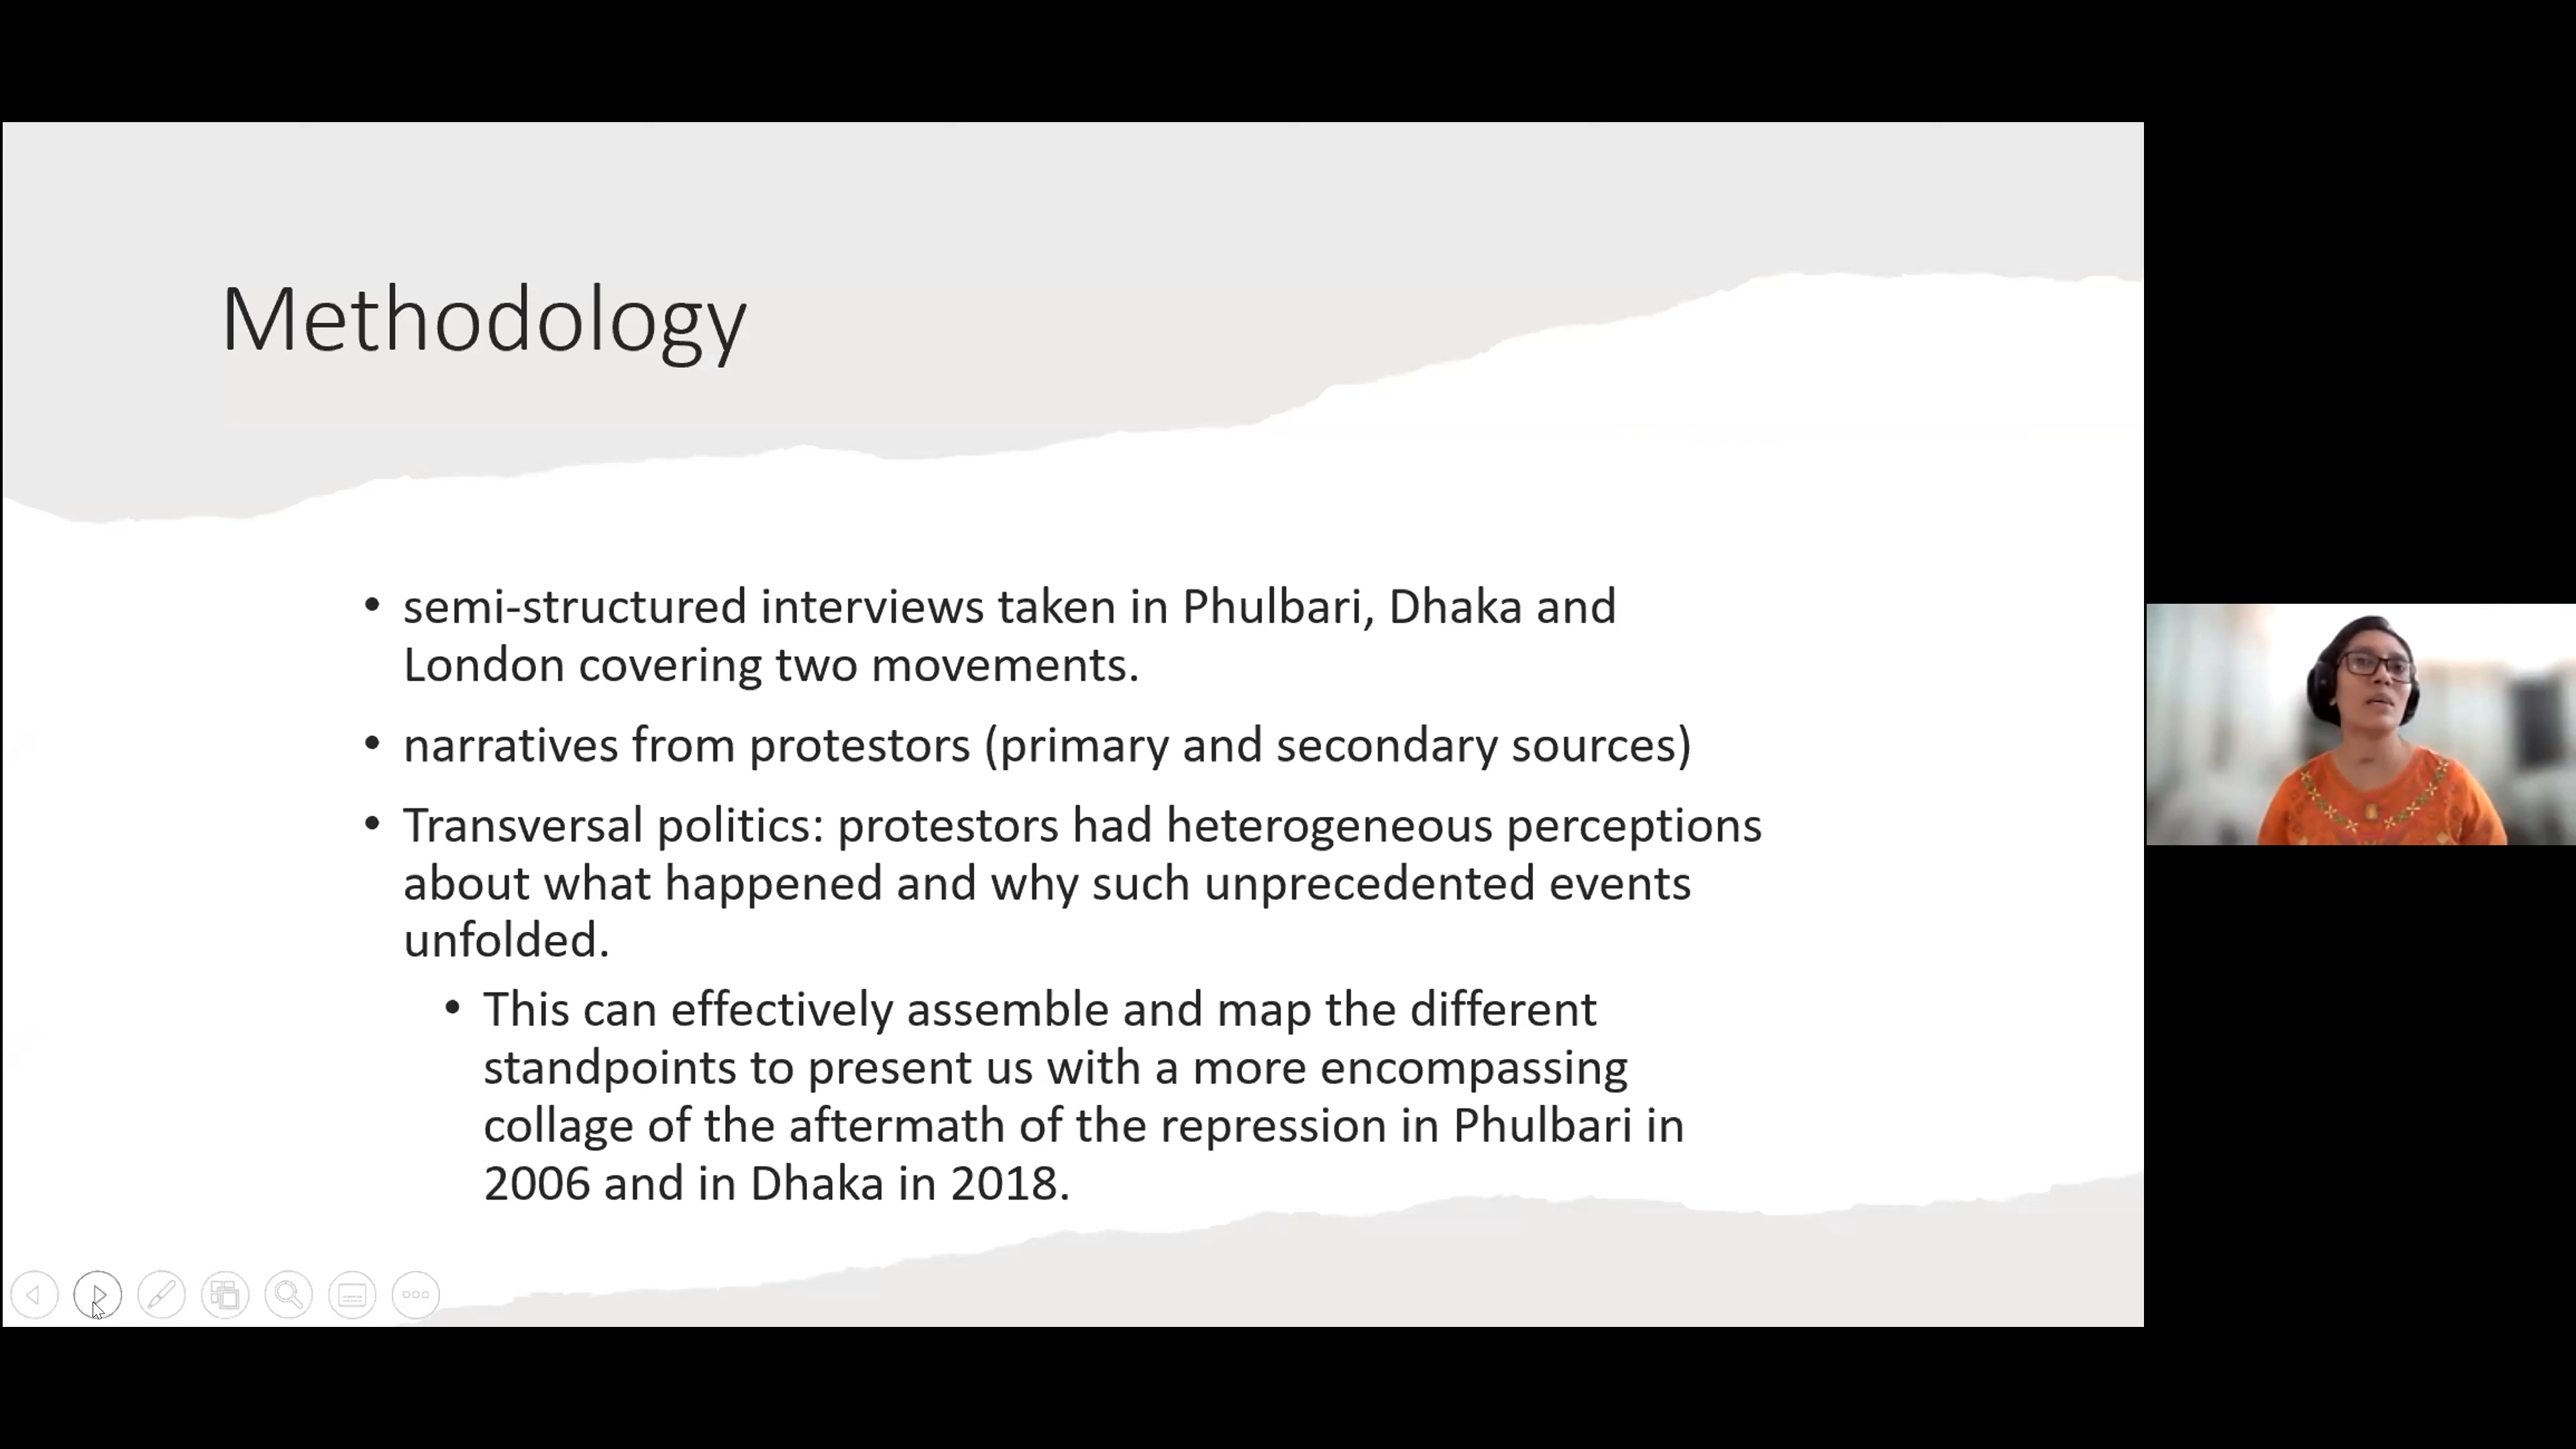 Methodology
• semi-structured interviews taken in Phulbari, Dhaka and
London covering two movements.
• narratives from protestors (primary and secondary sources)
• Transversal politics: protestors had heterogeneous perceptions
about what happened and why such unprecedented events
unfolded.
• This can effectively assemble and map the different
standpoints to present us with a more encompassing
collage of the aftermath of the repression in Phulbari in
2006 and in Dhaka in 2018.